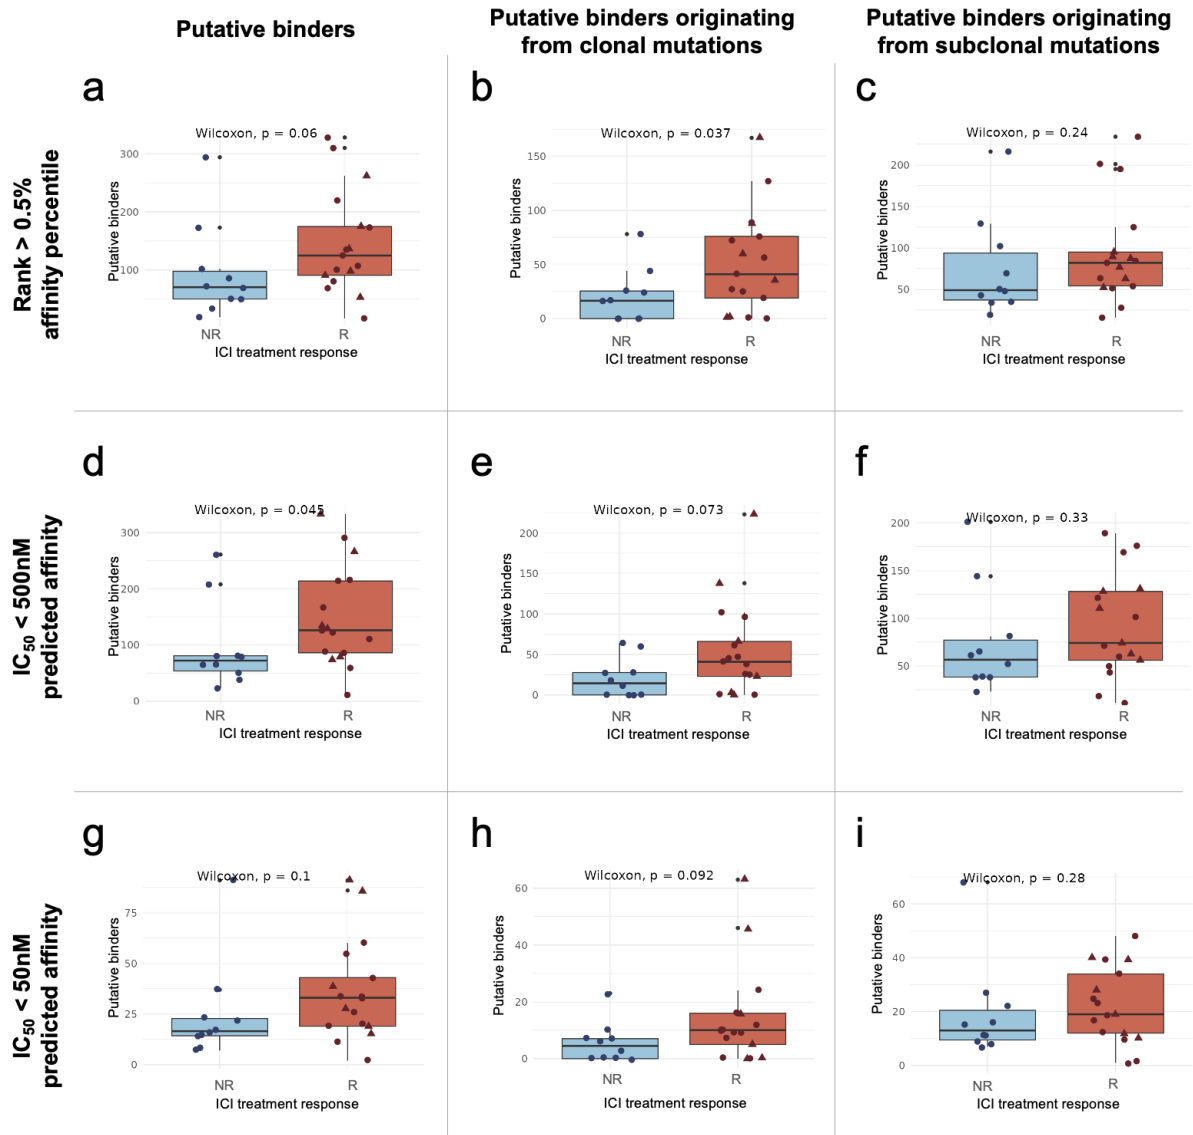 Putative binders
Putative binders originating
from clonal mutations
Putative binders originating
from subclonal mutations
Rank > 0.5%
affinity percentile
a
Wilcoxon, p = 0.06
Putative binders
300
200
100
NR
R
ICI treatment response
b
Wilcoxon, p = 0.037
Putative binders
150
100
50
0
NR
R
ICI treatment response
c
Wilcoxon, p = 0.24
Putative binders
200
150
100
50
NR
R
ICI treatment response
IC50 < 500nM
predicted affinity
d
Wilcoxon, p = 0.045
Putative binders
300
200
100
0
NR
R
ICI treatment response
e
Wilcoxon, p = 0.073
Putative binders
200
150
100
50
0
NR
R
ICI treatment response
f
Wilcoxon, p = 0.33
Putative binders
200
150
100
50
NR
R
ICI treatment response
IC50 < 50nM
predicted affinity
g
Wilcoxon, p = 0.1
Putative binders
75
50
25
0
NR
R
ICI treatment response
h
Wilcoxon, p = 0.092
Putative binders
60
40
20
0
NR
R
ICI treatment response
i
Wilcoxon, p = 0.28
Putative binders
60
40
20
0
NR
R
ICI treatment response